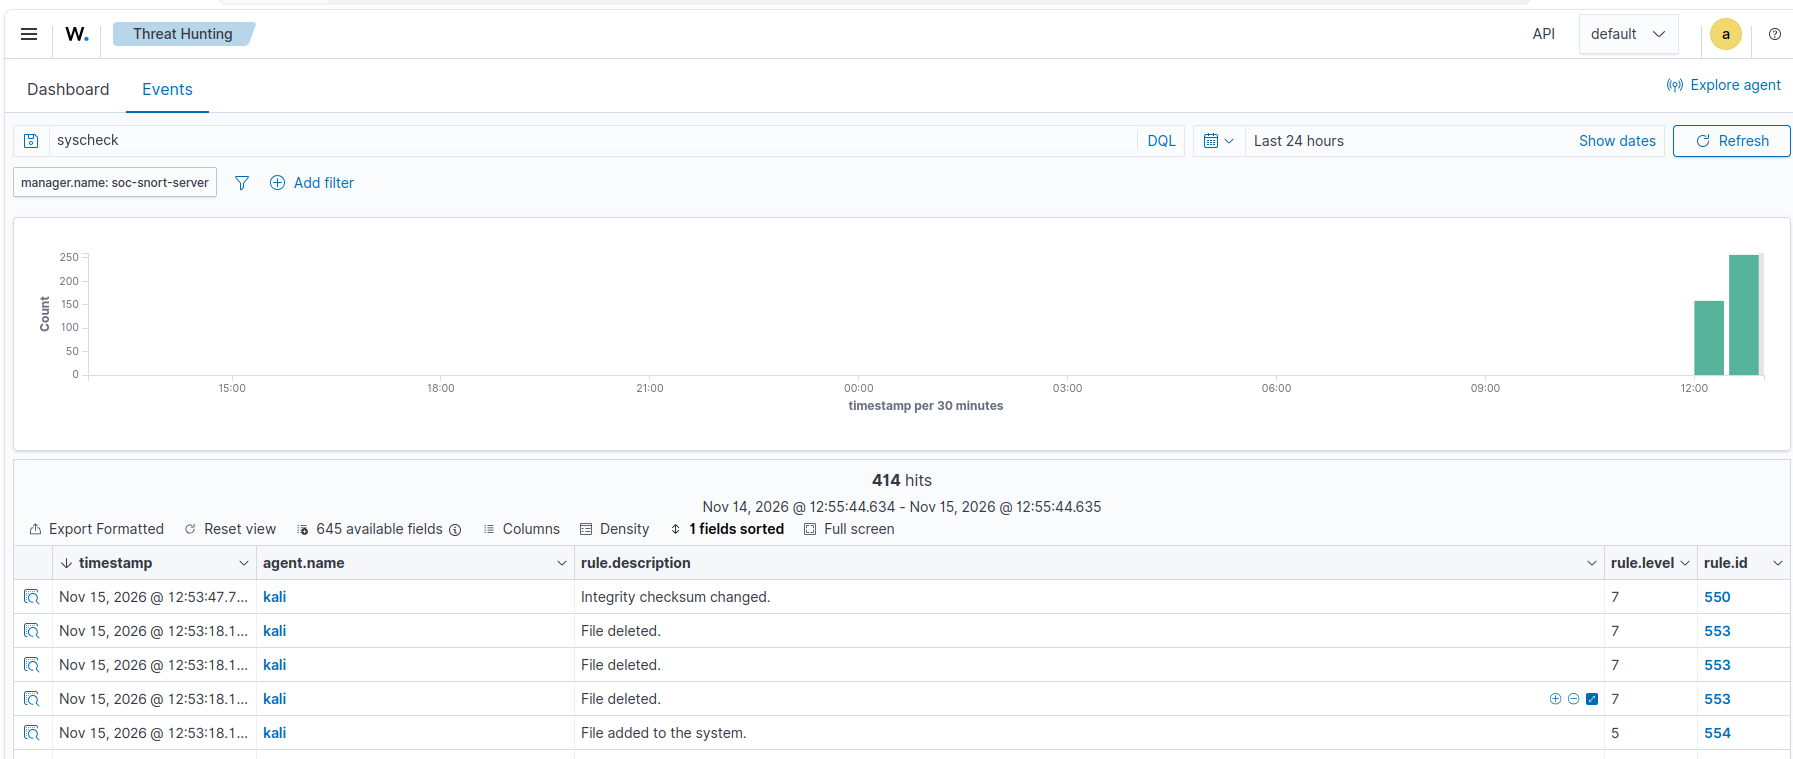 W. Threat Hunting API default a
Dashboard Events Explore agent
syscheck DQL Last 24 hours Show dates Refresh
manager.name: soc-snort-server Add filter
250
200
150
100
50
0
Count
15:00 18:00 21:00 00:00 03:00 06:00 09:00 12:00
timestamp per 30 minutes
414 hits
Nov 14, 2026 @ 12:55:44.634 - Nov 15, 2026 @ 12:55:44.635
Export Formatted Reset view 645 available fields Columns Density 1 fields sorted Full screen
timestamp agent.name rule.description rule.level rule.id
Nov 15, 2026 @ 12:53:47.7... kali Integrity checksum changed. 7 550
Nov 15, 2026 @ 12:53:18.1... kali File deleted. 7 553
Nov 15, 2026 @ 12:53:18.1... kali File deleted. 7 553
Nov 15, 2026 @ 12:53:18.1... kali File deleted. 7 553
Nov 15, 2026 @ 12:53:18.1... kali File added to the system. 5 554